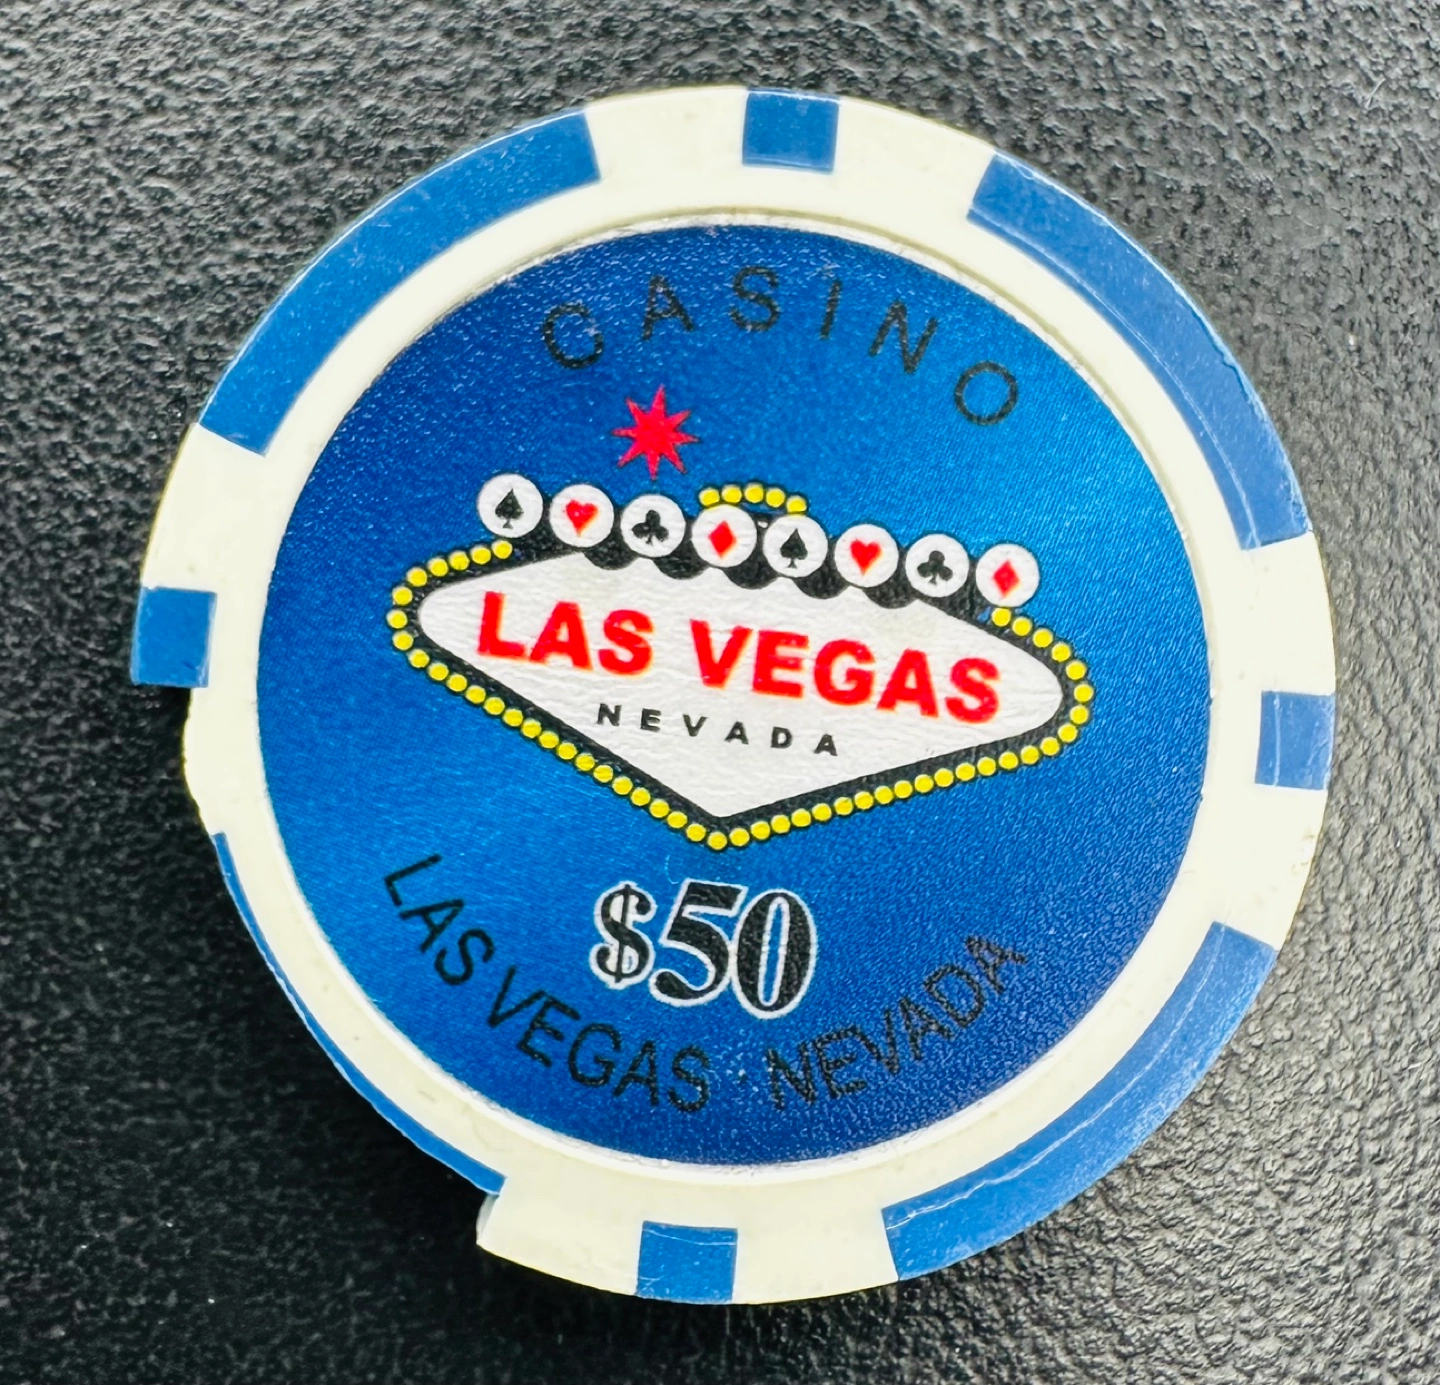 CASINO
LAS VEGAS
NEVADA
$50
LAS VEGAS · NEVADA